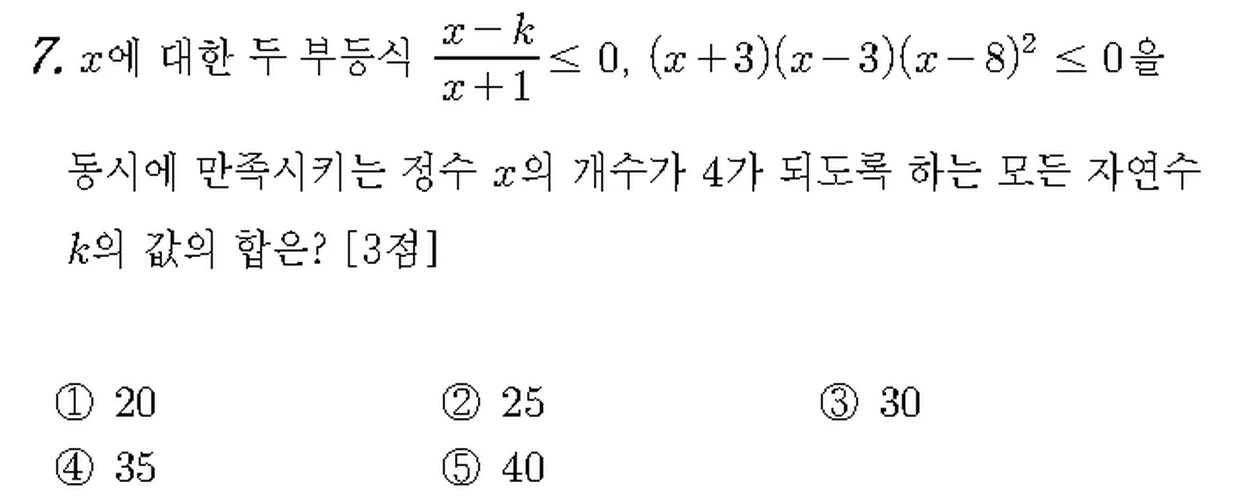 7. x에 대한 두 부등식 \frac{x-k}{x+1} ≤ 0, (x+3)(x-3)(x-8)² ≤ 0을
동시에 만족시키는 정수 x의 개수가 4가 되도록 하는 모든 자연수
k의 값의 합은? [3점]
① 20 ② 25 ③ 30
④ 35 ⑤ 40